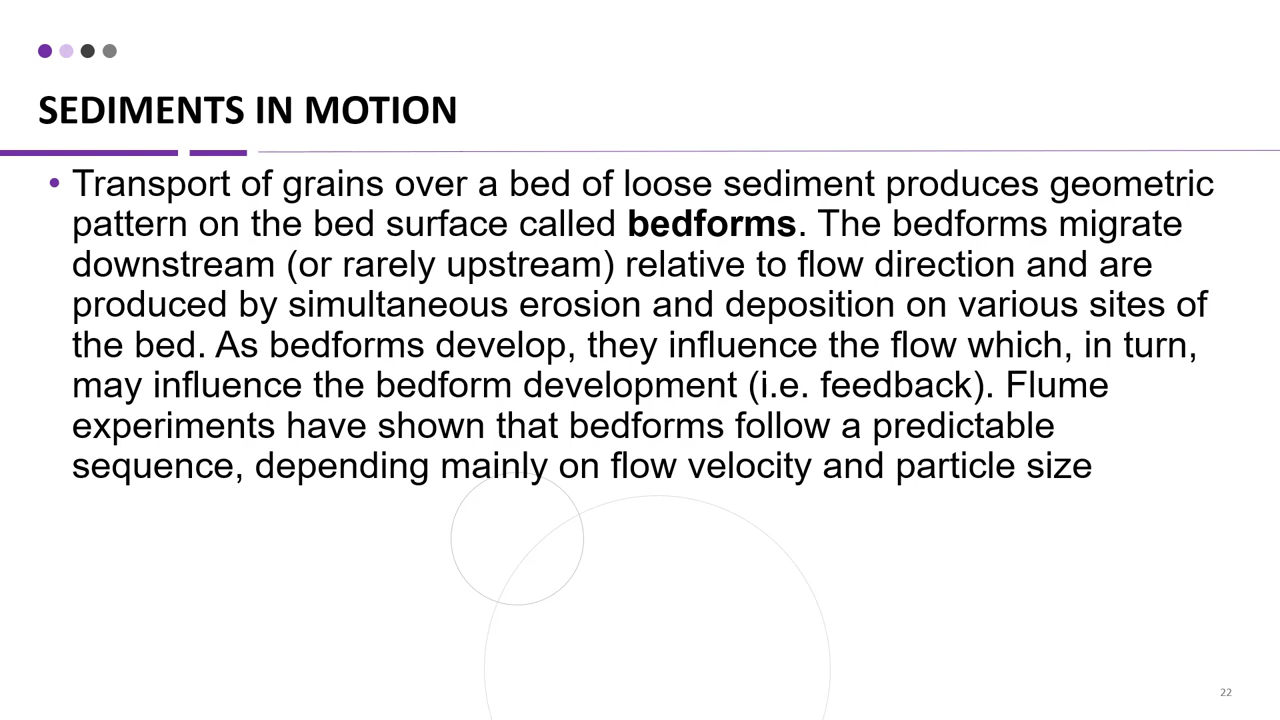 SEDIMENTS IN MOTION
• Transport of grains over a bed of loose sediment produces geometric
pattern on the bed surface called bedforms. The bedforms migrate
downstream (or rarely upstream) relative to flow direction and are
produced by simultaneous erosion and deposition on various sites of
the bed. As bedforms develop, they influence the flow which, in turn,
may influence the bedform development (i.e. feedback). Flume
experiments have shown that bedforms follow a predictable
sequence, depending mainly on flow velocity and particle size
22